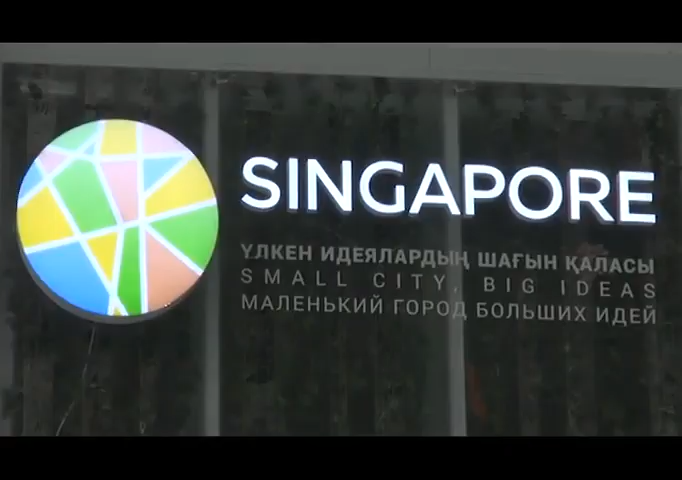 SINGAPORE
ҮЛКЕН ИДЕЯЛАРДЫҢ ШАҒЫН ҚАЛАСЫ
SMALL CITY, BIG IDEAS
МАЛЕНЬКИЙ ГОРОД БОЛЬШИХ ИДЕЙ